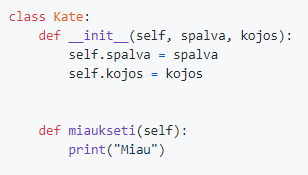 class Kate:
    def __init__(self, spalva, kojos):
        self.spalva = spalva
        self.kojos = kojos
    def miaukseti(self):
        print("Miau")